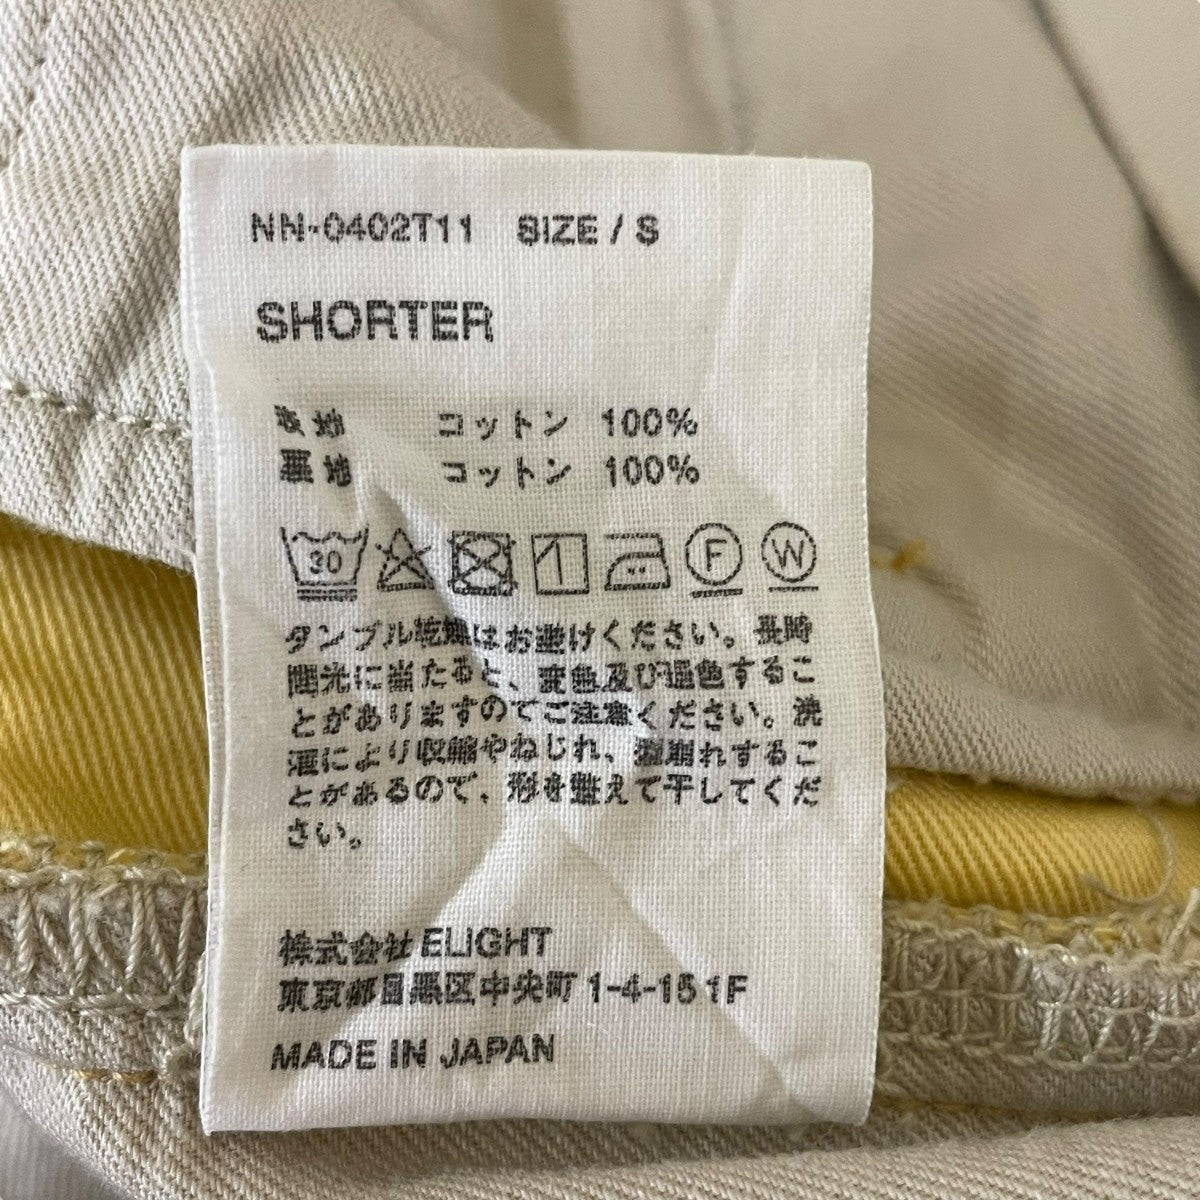 NN-0402T11 SIZE / S
SHORTER
表地 コットン 100%
裏地 コットン 100%
30 F W
タンブル乾燥はお避けください。長時
間光に当たると、変色及び退色するこ
とがありますのでご注意ください。洗
濯により収縮やねじれ、型崩れするこ
とがあるので、形を整えて干してくだ
さい。
株式会社 ELIGHT
東京都目黒区中央町 1-4-15 1F
MADE IN JAPAN